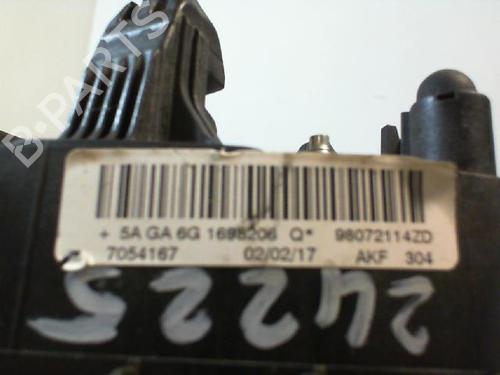 B-PARTS
+ 5A GA 6G 1698206 Q* 98072114ZD
7054167 02/02/17 AKF 304
24225